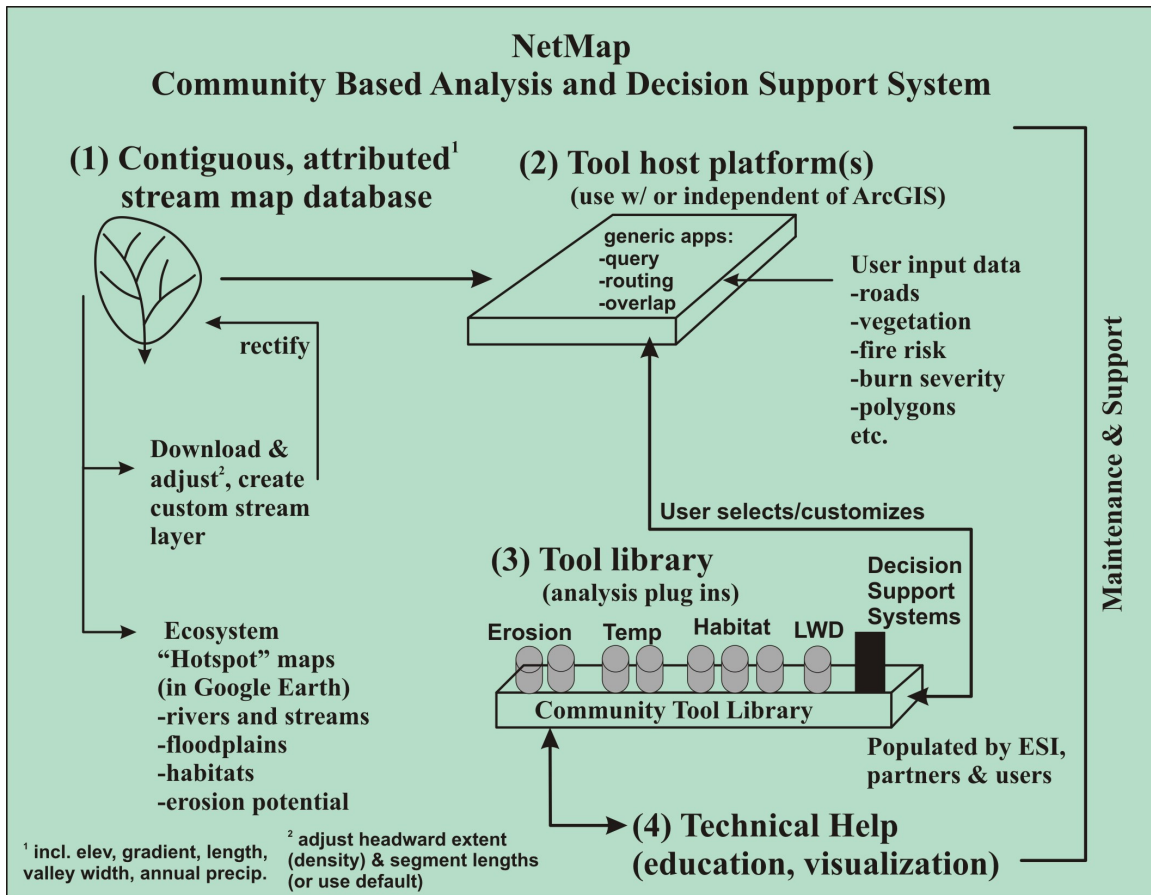 NetMap
Community Based Analysis and Decision Support System
(1) Contiguous, attributed¹
stream map database
rectify
Download &
adjust², create
custom stream
layer
Ecosystem
“Hotspot” maps
(in Google Earth)
-rivers and streams
-floodplains
-habitats
-erosion potential
(2) Tool host platform(s)
(use w/ or independent of ArcGIS)
generic apps:
-query
-routing
-overlap
User input data
-roads
-vegetation
-fire risk
-burn severity
-polygons
etc.
User selects/customizes
(3) Tool library
(analysis plug ins)
Erosion
Temp
Habitat
LWD
Decision
Support
Systems
Community Tool Library
Populated by ESI,
partners & users
(4) Technical Help
(education, visualization)
Maintenance & Support
¹ incl. elev, gradient, length,
valley width, annual precip.
² adjust headward extent
(density) & segment lengths
(or use default)